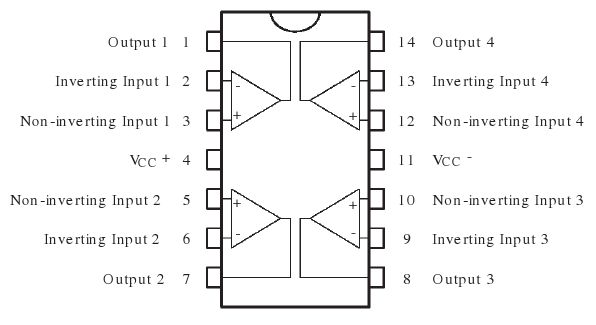 Output 1 1 14 Output 4
Inverting Input 1 2 - - 13 Inverting Input 4
Non-inverting Input 1 3 + + 12 Non-inverting Input 4
VCC + 4 11 VCC -
Non-inverting Input 2 5 + + 10 Non-inverting Input 3
Inverting Input 2 6 - - 9 Inverting Input 3
Output 2 7 8 Output 3